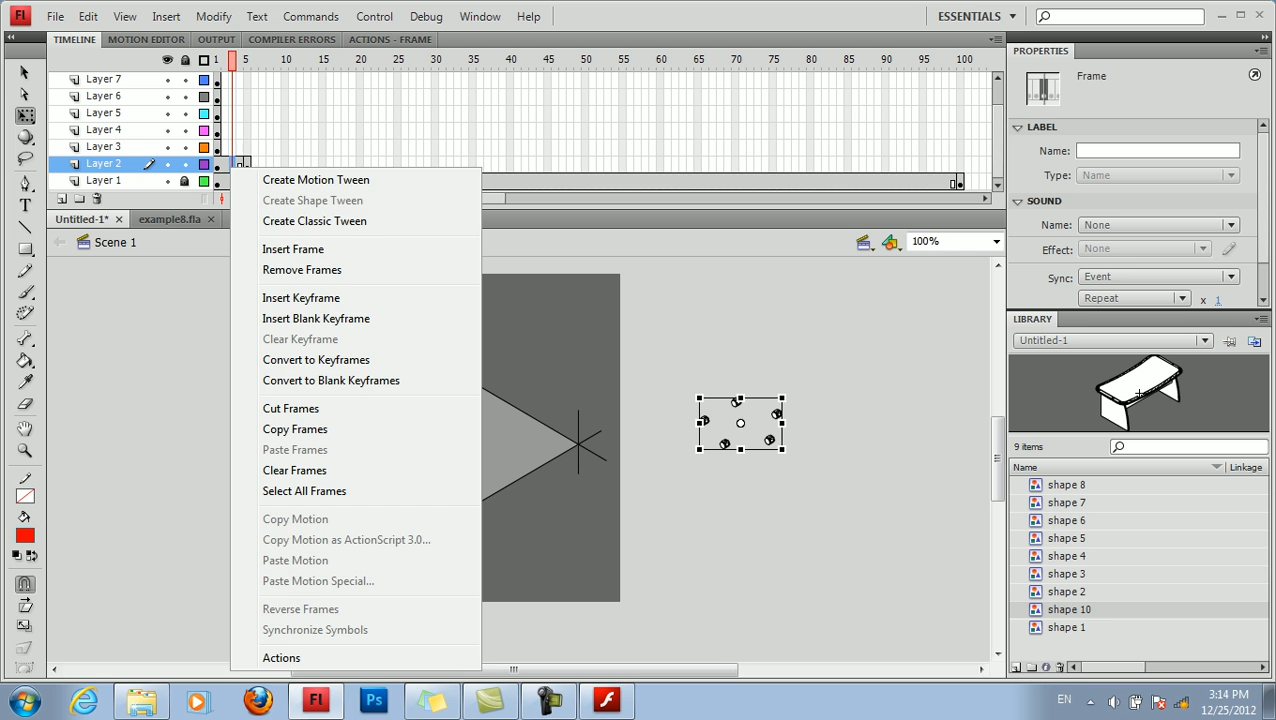 Fl File Edit View Insert Modify Text Commands Control Debug Window Help ESSENTIALS
TIMELINE MOTION EDITOR OUTPUT COMPILER ERRORS ACTIONS - FRAME
1 5 10 15 20 25 30 35 40 45 50 55 60 65 70 75 80 85 90 95 100
Layer 7
Layer 6
Layer 5
Layer 4
Layer 3
Layer 2
Layer 1
Untitled-1* × example8.fla ×
Scene 1
100%
Create Motion Tween
Create Shape Tween
Create Classic Tween
Insert Frame
Remove Frames
Insert Keyframe
Insert Blank Keyframe
Clear Keyframe
Convert to Keyframes
Convert to Blank Keyframes
Cut Frames
Copy Frames
Paste Frames
Clear Frames
Select All Frames
Copy Motion
Copy Motion as ActionScript 3.0...
Paste Motion
Paste Motion Special...
Reverse Frames
Synchronize Symbols
Actions
PROPERTIES
Frame
LABEL
Name:
Type: Name
SOUND
Name: None
Effect: None
Sync: Event
Repeat x 1
LIBRARY
Untitled-1
9 items
Name Linkage
shape 8
shape 7
shape 6
shape 5
shape 4
shape 3
shape 2
shape 10
shape 1
Fl Ps EN
3:14 PM
12/25/2012